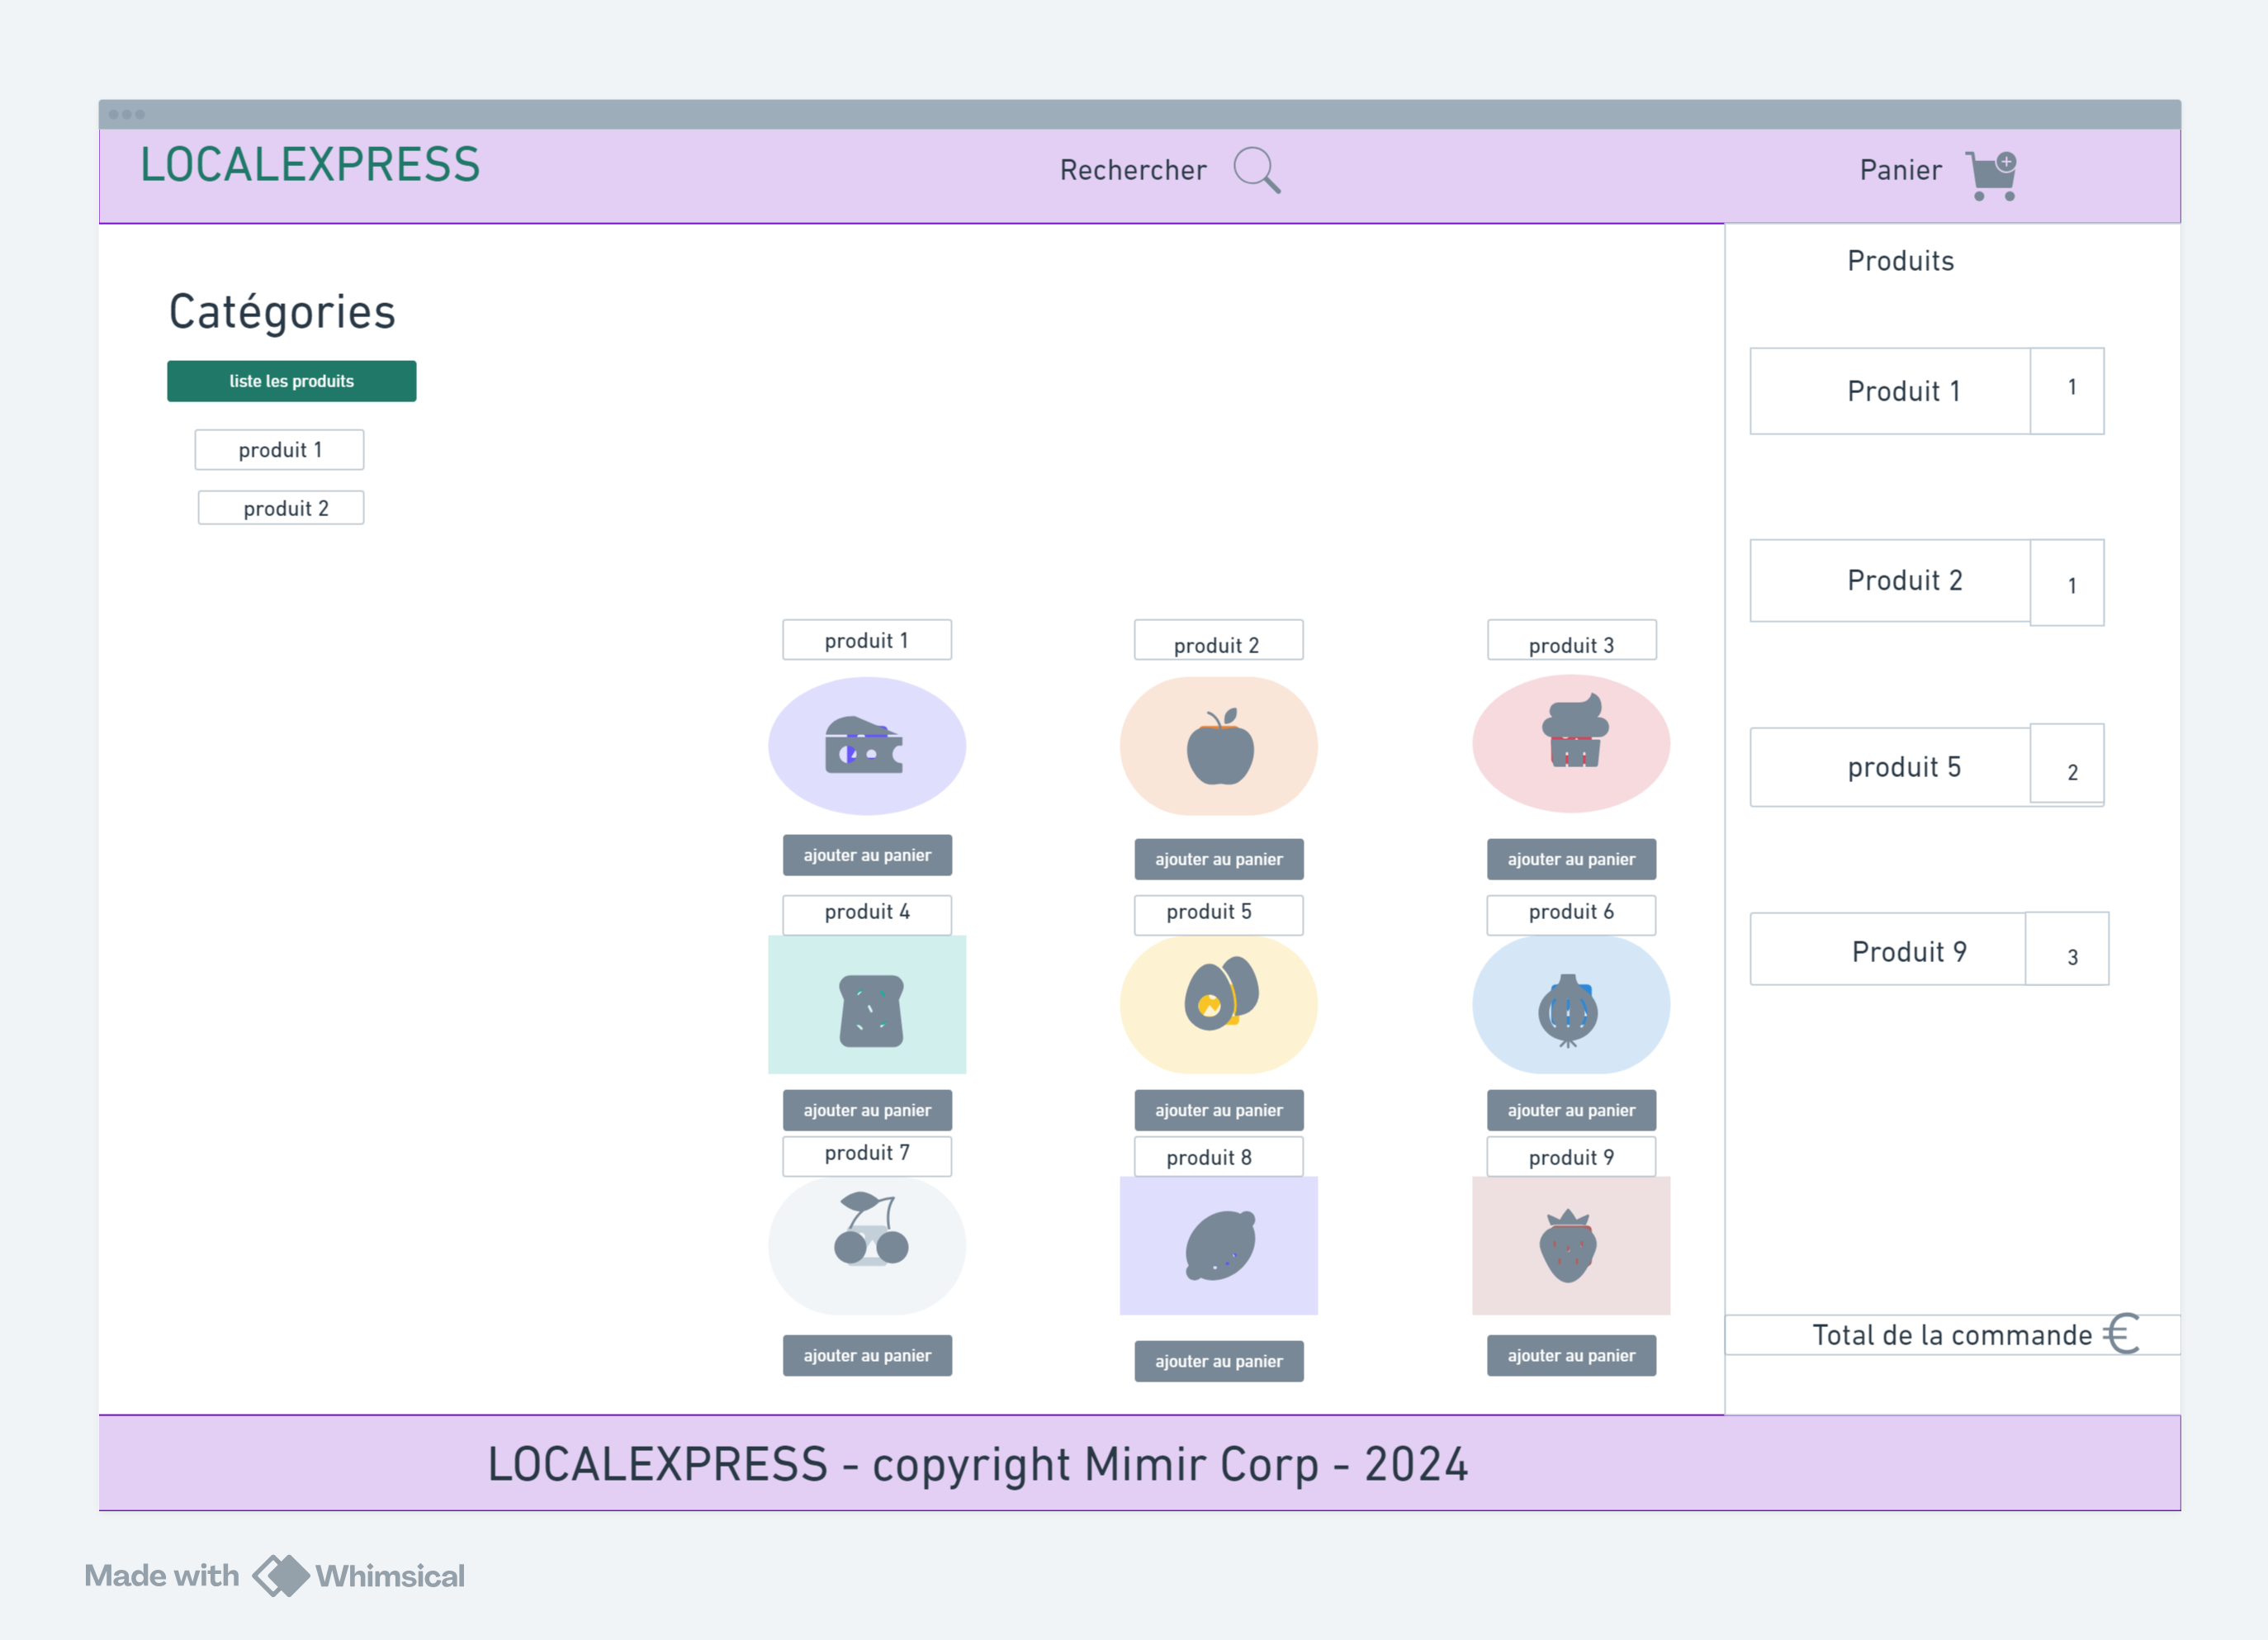 LOCALEXPRESS
Rechercher
Panier
Catégories
liste les produits
produit 1
produit 2
produit 1
produit 2
produit 3
ajouter au panier
ajouter au panier
ajouter au panier
produit 4
produit 5
produit 6
ajouter au panier
ajouter au panier
ajouter au panier
produit 7
produit 8
produit 9
ajouter au panier
ajouter au panier
ajouter au panier
Produits
Produit 1 1
Produit 2 1
produit 5 2
Produit 9 3
Total de la commande €
LOCALEXPRESS - copyright Mimir Corp - 2024
Made with Whimsical